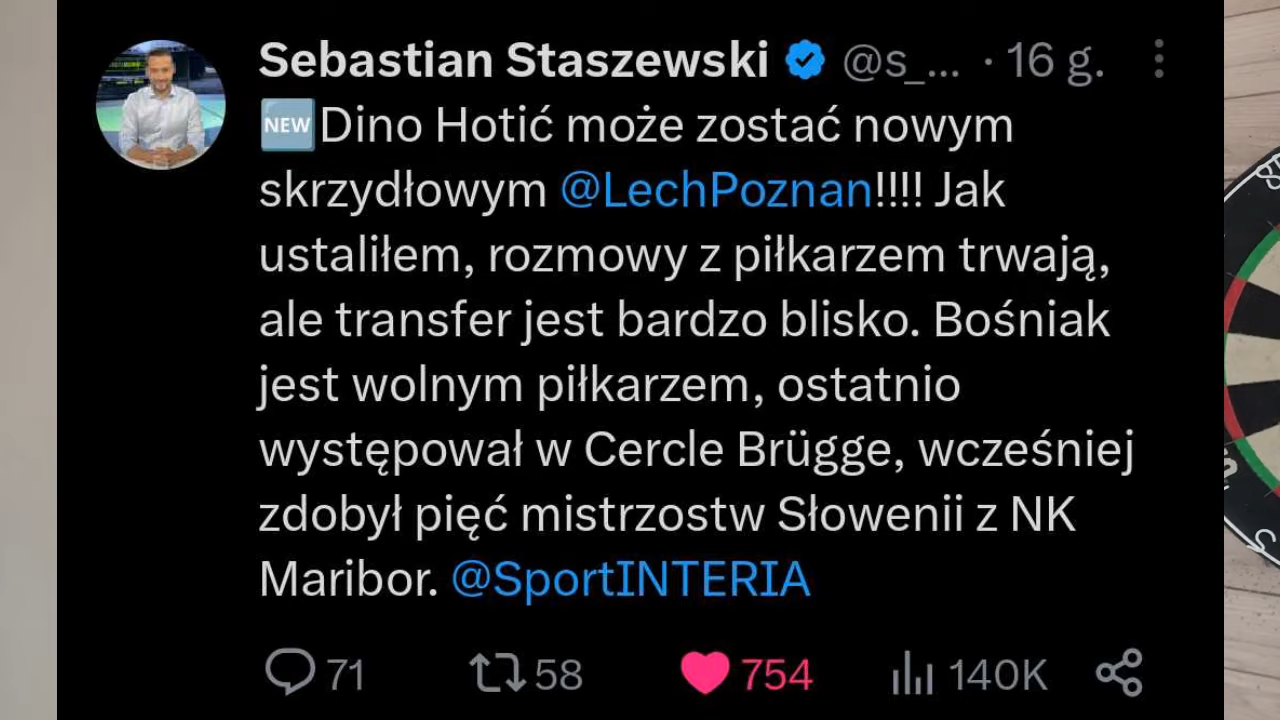 Sebastian Staszewski @s_... · 16 g.
NEW Dino Hotić może zostać nowym
skrzydłowym @LechPoznan!!!! Jak
ustaliłem, rozmowy z piłkarzem trwają,
ale transfer jest bardzo blisko. Bośniak
jest wolnym piłkarzem, ostatnio
występował w Cercle Brügge, wcześniej
zdobył pięć mistrzostw Słowenii z NK
Maribor. @SportINTERIA
71 58 754 140K